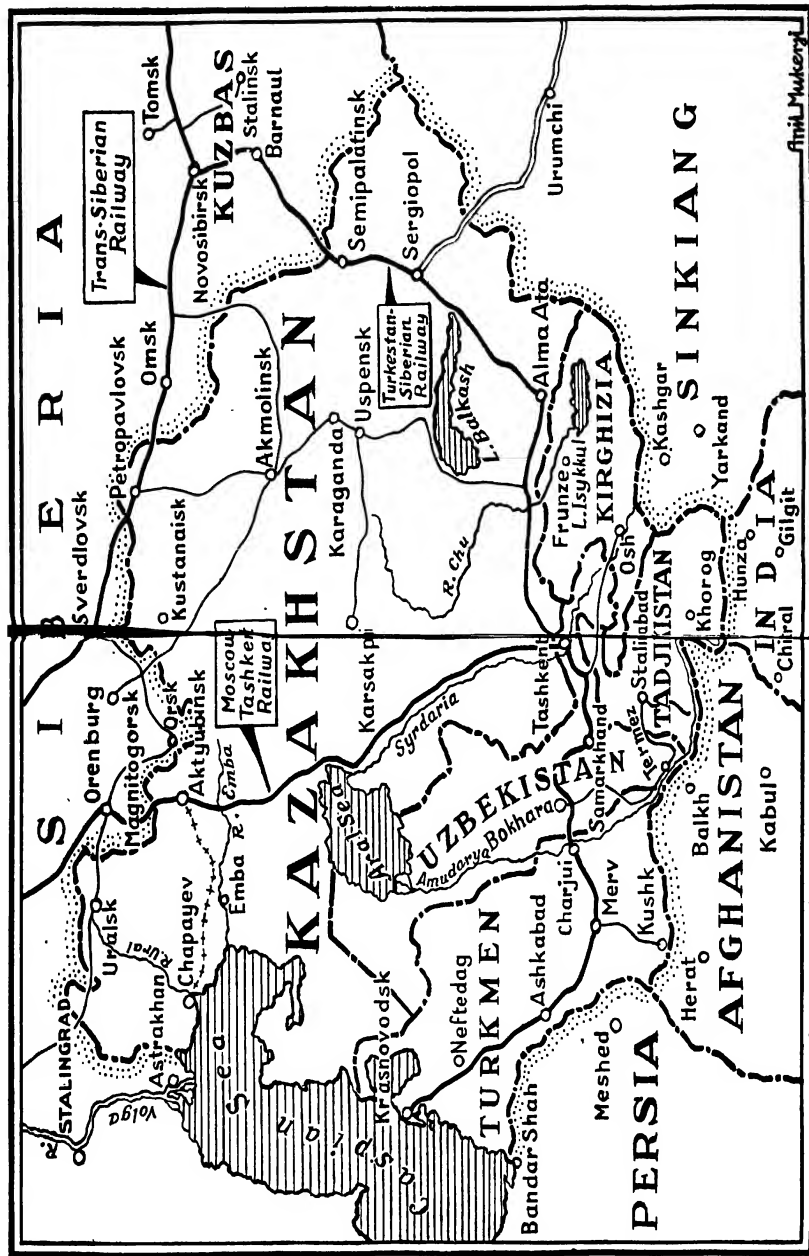 SIBERIA
Trans-Siberian
Railway
Tomsk
KUZBAS
Stalinsk
Barnaul
Novosibirsk
Omsk
Petropavlovsk
Sverdlovsk
Kustanaisk
Akmolinsk
Orenburg
Magnitogorsk
Orsk
Aktyubinsk
Moscow
Tashkent
Railway
R. Volga
STALINGRAD
Astrakhan
Uralsk
R. Ural
Chapayev
Emba
Emba R.
KAZAKHSTAN
Karaganda
Uspensk
Karsakpii
Semipalatinsk
Sergiopol
Turkestan-
Siberian
Railway
L. Balkash
Urumchi
R. Chu
Alma Ata
Frunze
L. Isykkul
KIRGHIZIA
Osh
Tashkent
Syrdaria
Aral Sea
Caspian Sea
Krasnovodsk
Neftedag
TURKMEN
Bandar Shah
Ashkabad
Merv
Charjui
Kushk
UZBEKISTAN
Amudarya
Bokhara
Samarkhand
Termez
Stalinabad
TADJIKISTAN
Khorog
Kashgar
Yarkand
SINKIANG
Hunza
Gilgit
INDIA
Chitral
Balkh
Kabul
AFGHANISTAN
Herat
Meshed
PERSIA
Anil Mukerji